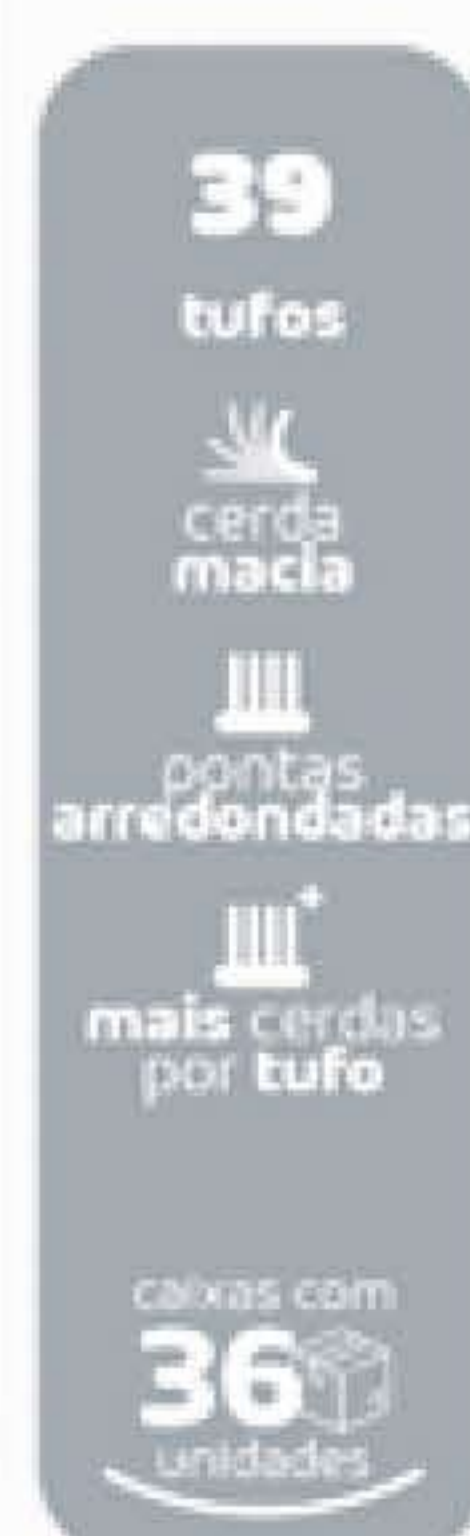 39
tufos
cerda
macia
pontas
arredondadas
mais cerdas
por tufo
caixas com
36
unidades